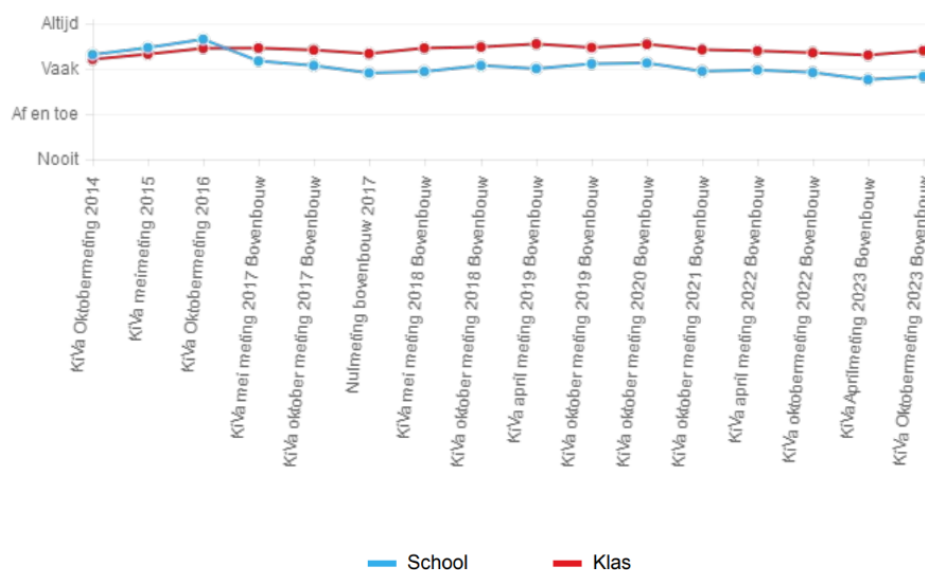 Altijd
Vaak
Af en toe
Nooit
KiVa Oktobermeting 2014
KiVa meimeting 2015
KiVa Oktobermeting 2016
KiVa mei meting 2017 Bovenbouw
KiVa oktober meting 2017 Bovenbouw
Nulmeting bovenbouw 2017
KiVa mei meting 2018 Bovenbouw
KiVa oktober meting 2018 Bovenbouw
KiVa april meting 2019 Bovenbouw
KiVa oktober meting 2019 Bovenbouw
KiVa oktober meting 2020 Bovenbouw
KiVa oktober meting 2021 Bovenbouw
KiVa april meting 2022 Bovenbouw
KiVa oktobermeting 2022 Bovenbouw
KiVa Aprilmeting 2023 Bovenbouw
KiVa Oktobermeting 2023 Bovenbouw
School
Klas